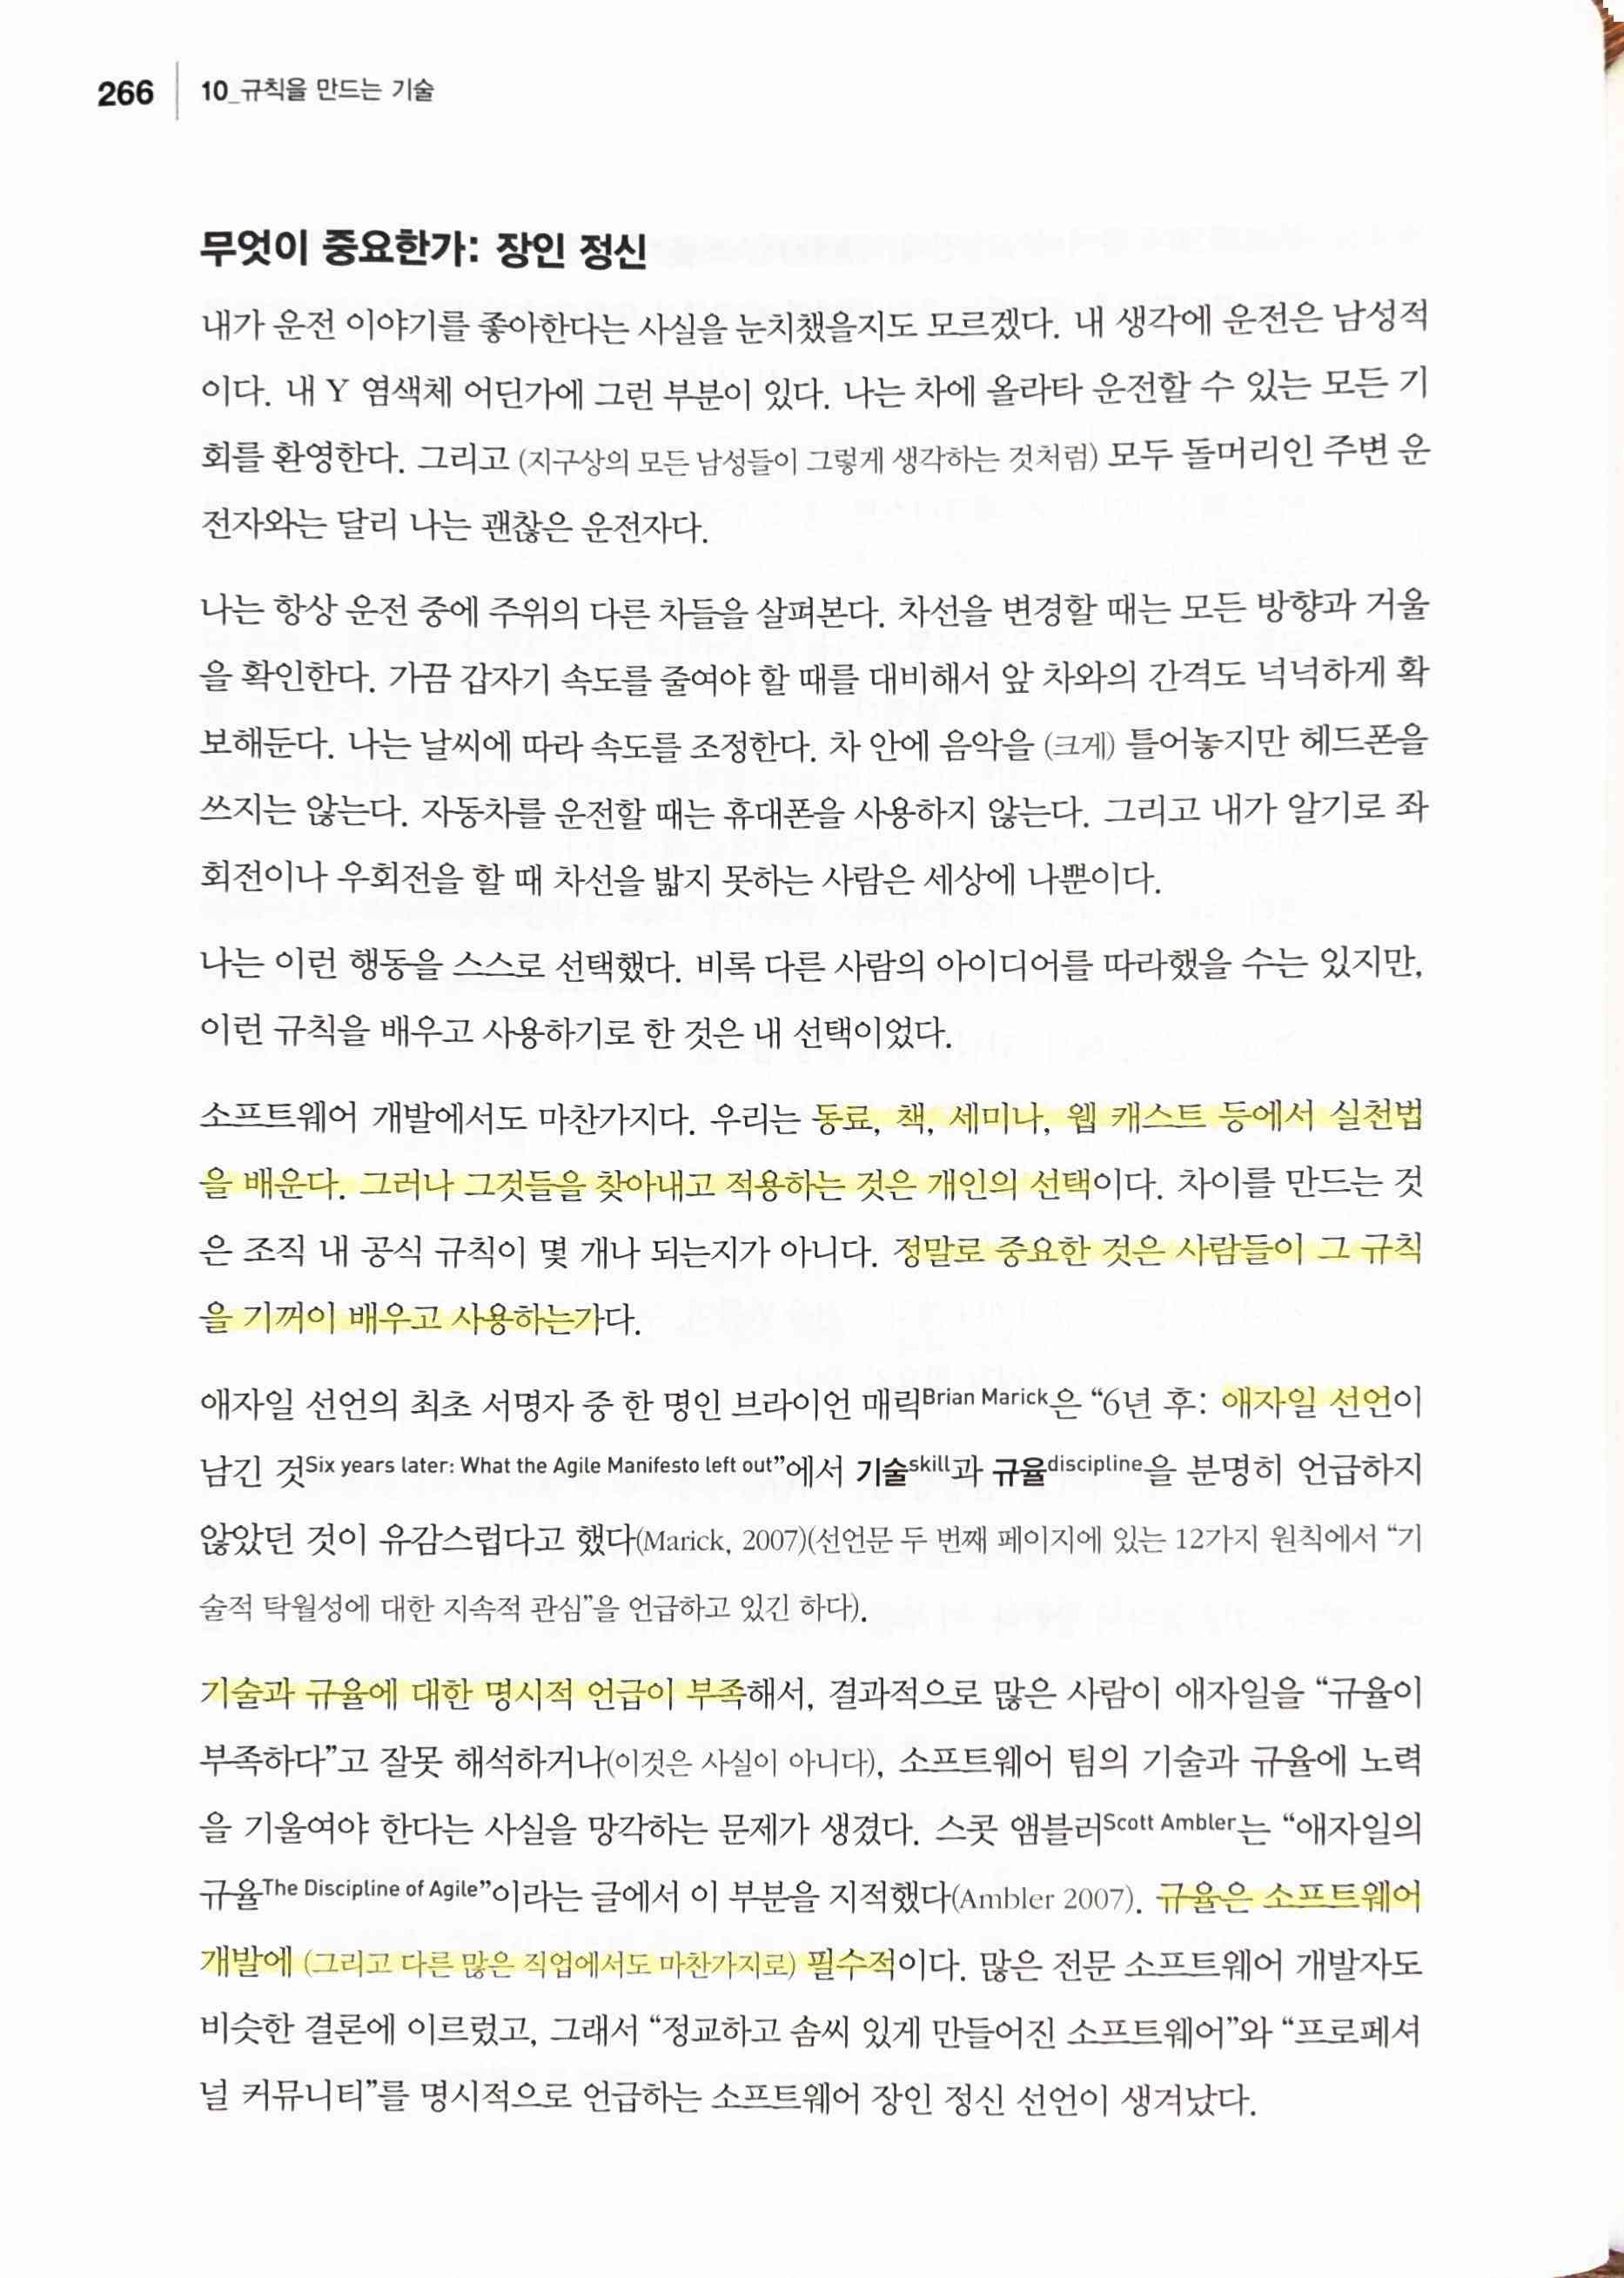 266 10_규칙을 만드는 기술
무엇이 중요한가: 장인 정신
내가 운전 이야기를 좋아한다는 사실을 눈치챘을지도 모르겠다. 내 생각에 운전은 남성적
이다. 내 Y 염색체 어딘가에 그런 부분이 있다. 나는 차에 올라타 운전할 수 있는 모든 기
회를 환영한다. 그리고 (지구상의 모든 남성들이 그렇게 생각하는 것처럼) 모두 돌머리인 주변 운
전자와는 달리 나는 괜찮은 운전자다.
나는 항상 운전 중에 주위의 다른 차들을 살펴본다. 차선을 변경할 때는 모든 방향과 거울
을 확인한다. 가끔 갑자기 속도를 줄여야 할 때를 대비해서 앞 차와의 간격도 넉넉하게 확
보해둔다. 나는 날씨에 따라 속도를 조정한다. 차 안에 음악을 (크게) 틀어놓지만 헤드폰을
쓰지는 않는다. 자동차를 운전할 때는 휴대폰을 사용하지 않는다. 그리고 내가 알기로 좌
회전이나 우회전을 할 때 차선을 밟지 못하는 사람은 세상에 나뿐이다.
나는 이런 행동을 스스로 선택했다. 비록 다른 사람의 아이디어를 따라했을 수는 있지만,
이런 규칙을 배우고 사용하기로 한 것은 내 선택이었다.
소프트웨어 개발에서도 마찬가지다. 우리는 동료, 책, 세미나, 웹 캐스트 등에서 실천법
을 배운다. 그러나 그것들을 찾아내고 적용하는 것은 개인의 선택이다. 차이를 만드는 것
은 조직 내 공식 규칙이 몇 개나 되는지가 아니다. 정말로 중요한 것은 사람들이 그 규칙
을 기꺼이 배우고 사용하는가다.
애자일 선언의 최초 서명자 중 한 명인 브라이언 매릭Brian Marick은 “6년 후: 애자일 선언이
남긴 것Six years later: What the Agile Manifesto left out”에서 기술skill과 규율discipline을 분명히 언급하지
않았던 것이 유감스럽다고 했다(Marick, 2007)(선언문 두 번째 페이지에 있는 12가지 원칙에서 “기
술적 탁월성에 대한 지속적 관심”을 언급하고 있긴 하다).
기술과 규율에 대한 명시적 언급이 부족해서, 결과적으로 많은 사람이 애자일을 “규율이
부족하다”고 잘못 해석하거나(이것은 사실이 아니다), 소프트웨어 팀의 기술과 규율에 노력
을 기울여야 한다는 사실을 망각하는 문제가 생겼다. 스콧 앰블러Scott Ambler는 “애자일의
규율The Discipline of Agile”이라는 글에서 이 부분을 지적했다(Ambler 2007). 규율은 소프트웨어
개발에 (그리고 다른 많은 직업에서도 마찬가지로) 필수적이다. 많은 전문 소프트웨어 개발자도
비슷한 결론에 이르렀고, 그래서 “정교하고 솜씨 있게 만들어진 소프트웨어”와 “프로페셔
널 커뮤니티”를 명시적으로 언급하는 소프트웨어 장인 정신 선언이 생겨났다.